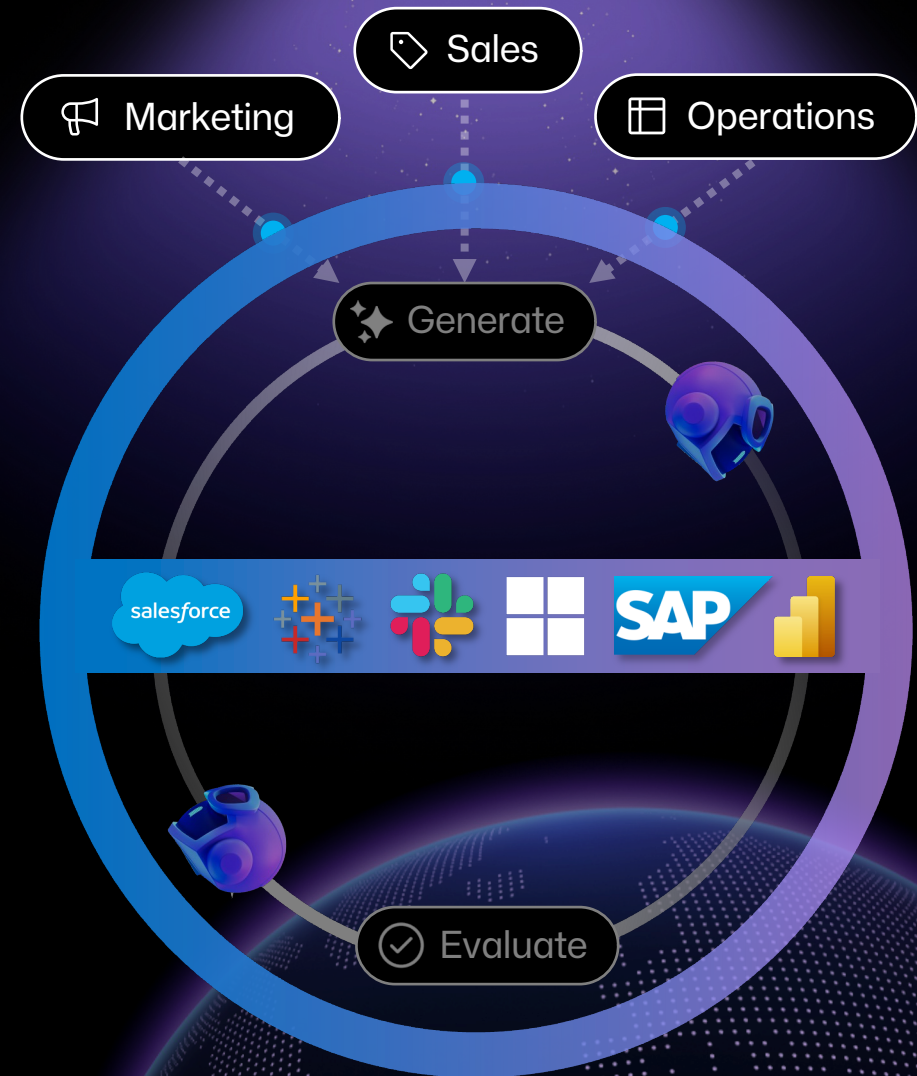 Sales
Marketing
Operations
Generate
salesforce
SAP
Evaluate